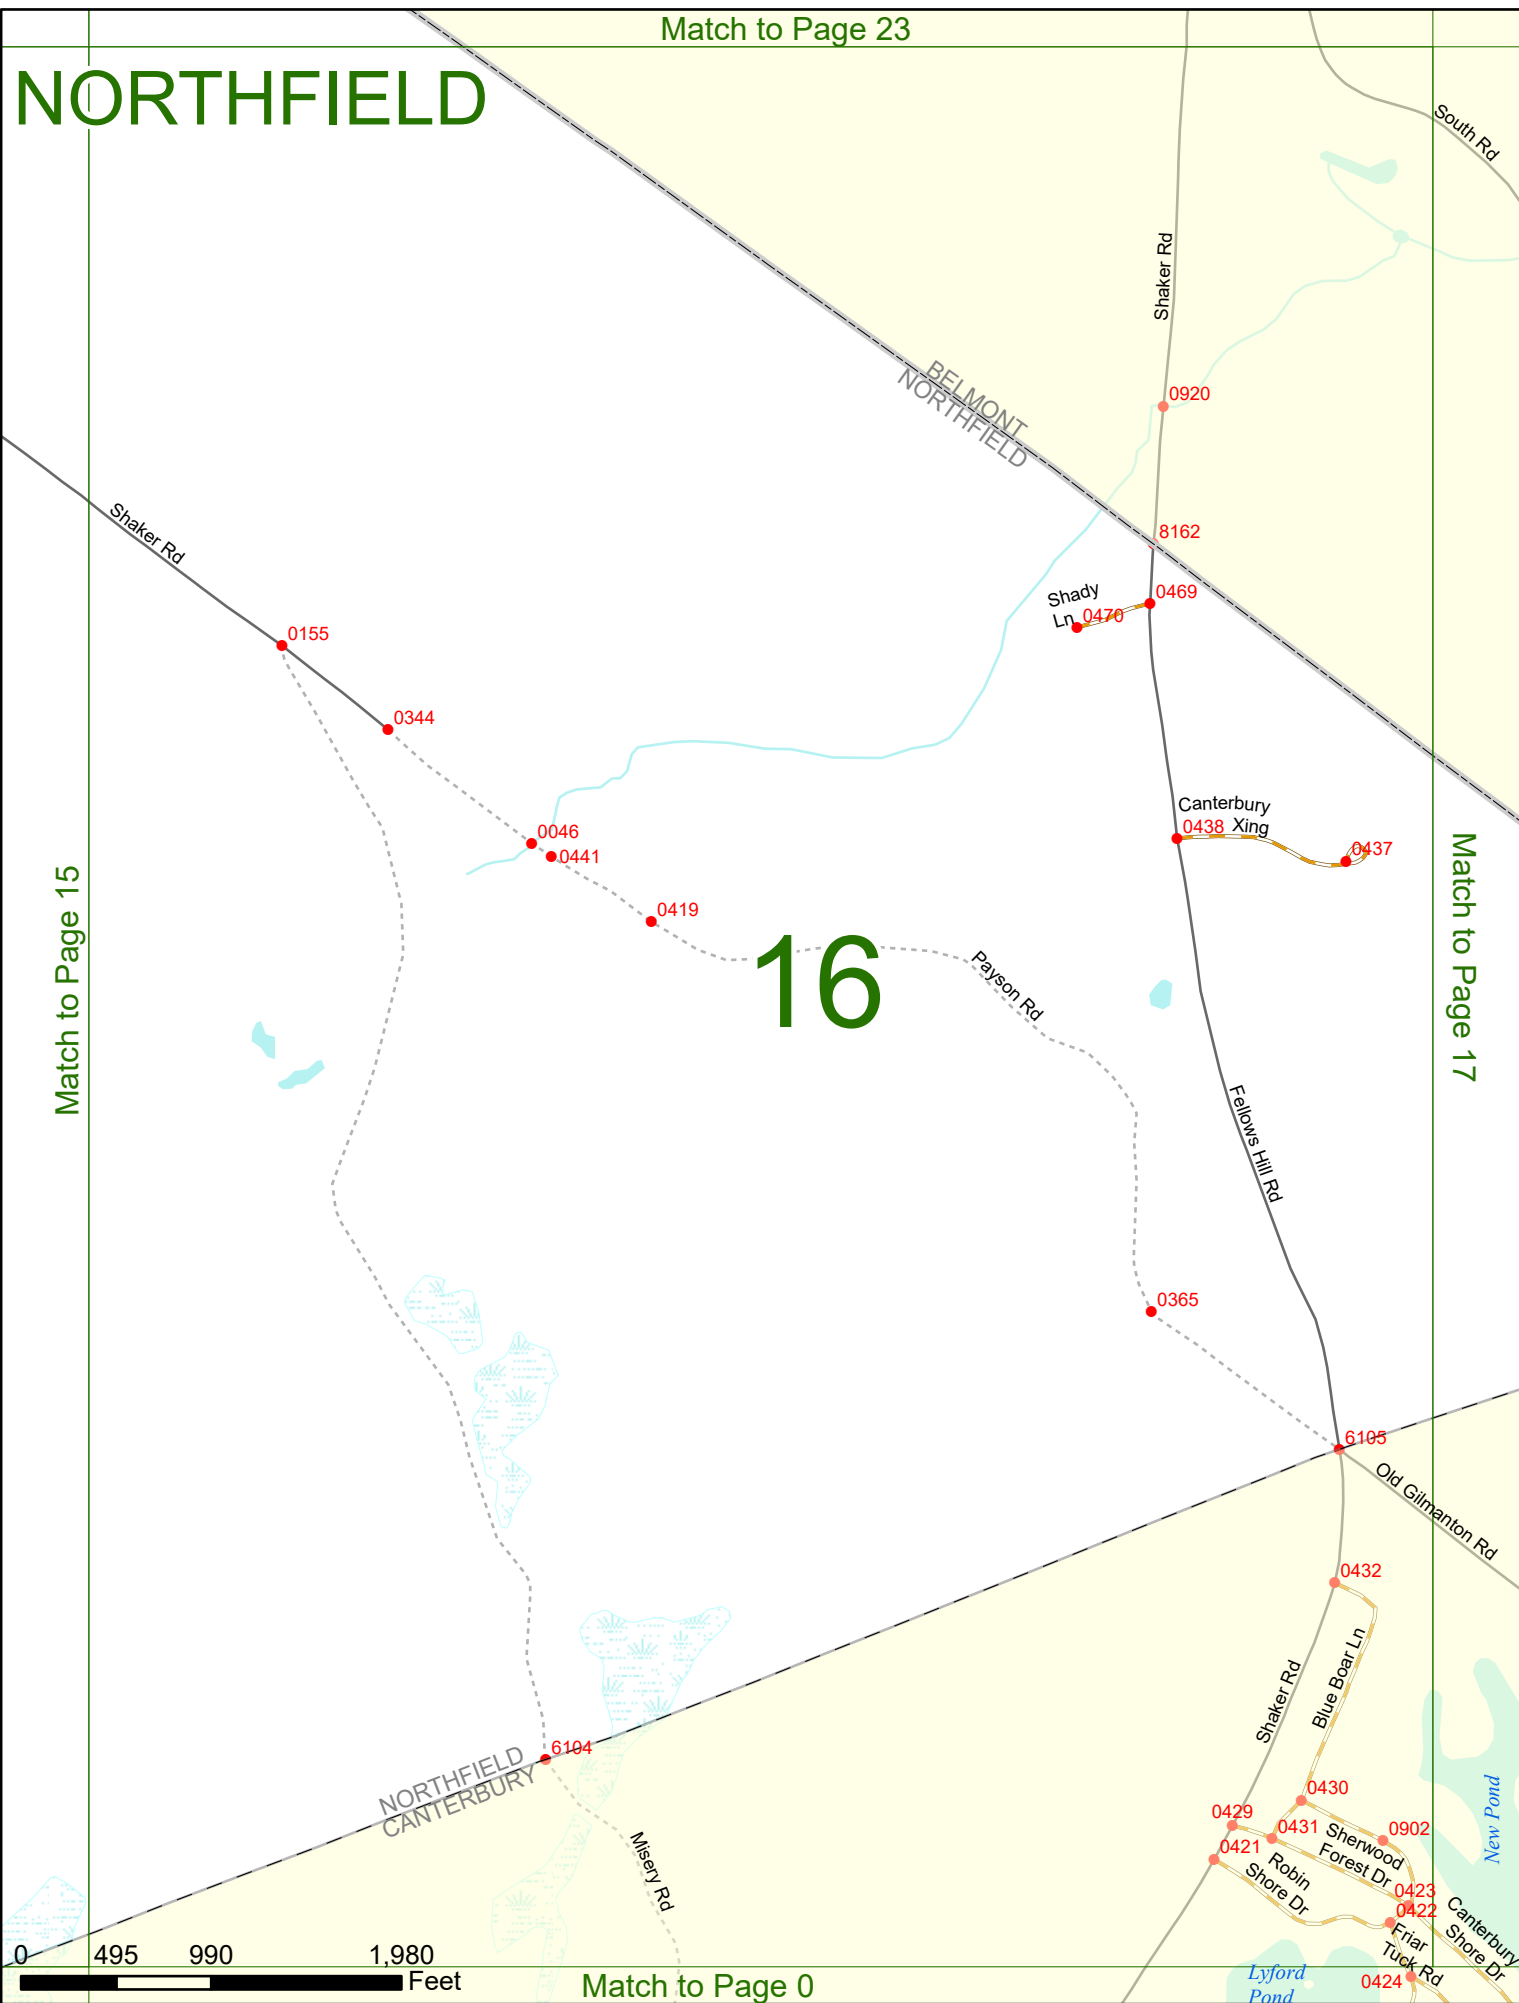 Match to Page 23
NORTHFIELD
South Rd
Shaker Rd
BELMONT
NORTHFIELD
0920
Shaker Rd
8162
Shady
Ln
0469
0470
0155
0344
Canterbury
Xing
0438
0437
0046
0441
0419
Match to Page 15
Match to Page 17
16
Payson Rd
Fellows Hill Rd
0365
6105
Old Gilmanton Rd
0432
Blue Boar Ln
Shaker Rd
6104
NORTHFIELD
CANTERBURY
Misery Rd
0430
0429
0431
0902
0421
Sherwood
Forest Dr
Robin
Shore Dr
New Pond
0423
0422
Canterbury
Shore Dr
Friar
Tuck Rd
0424
Lyford
Pond
0 495 990 1,980
Feet
Match to Page 0